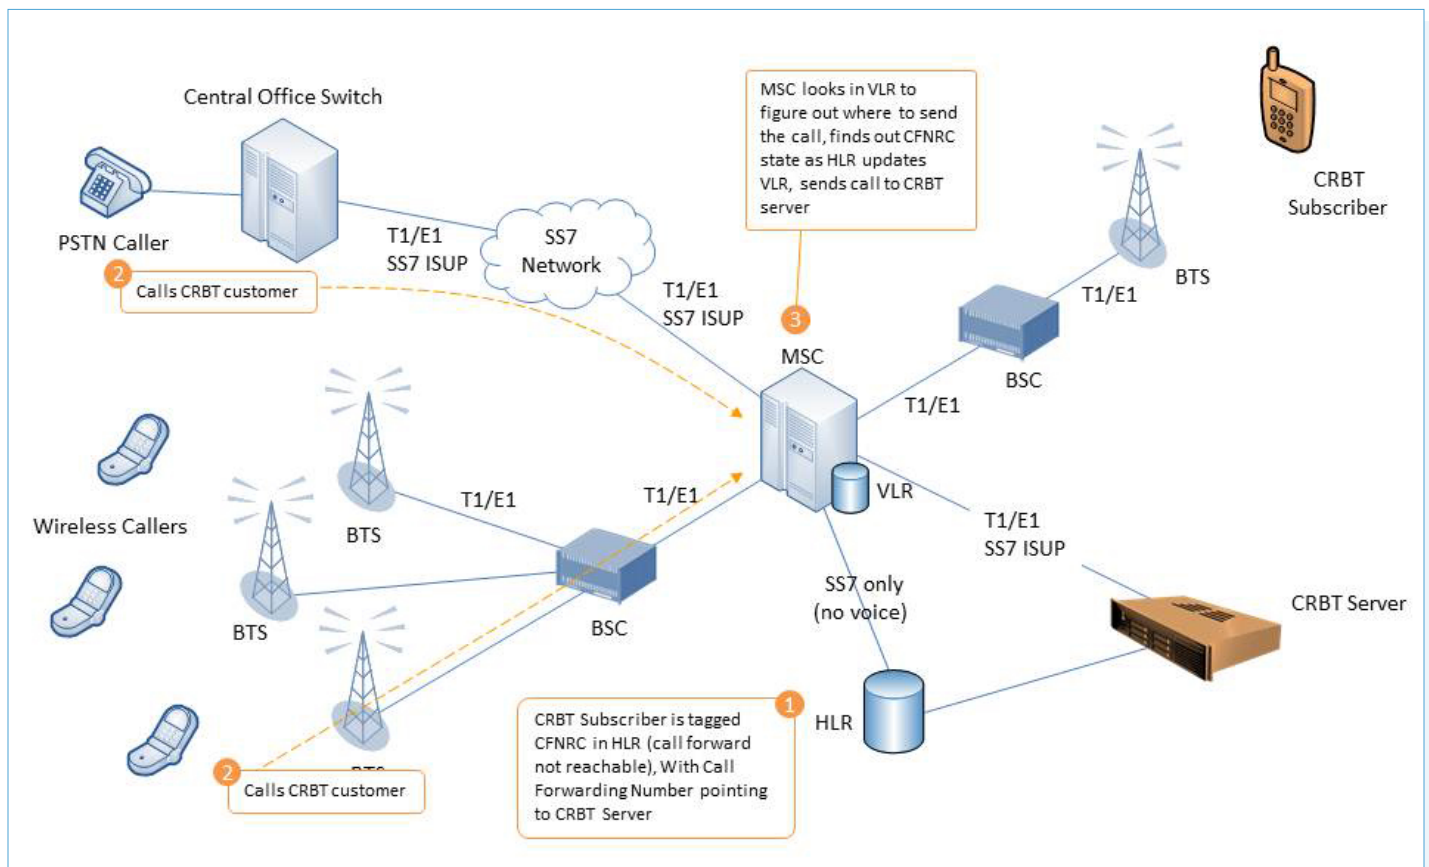 Central Office Switch
PSTN Caller
2
Calls CRBT customer
T1/E1
SS7 ISUP
SS7
Network
T1/E1
SS7 ISUP
MSC looks in VLR to
figure out where to send
the call, finds out CFNRC
state as HLR updates
VLR, sends call to CRBT
server
3
MSC
VLR
CRBT
Subscriber
BTS
T1/E1
BSC
T1/E1
Wireless Callers
BTS
T1/E1
BTS
BSC
T1/E1
BTS
2
Calls CRBT customer
T1/E1
SS7 ISUP
CRBT Server
SS7 only
(no voice)
HLR
1
CRBT Subscriber is tagged
CFNRC in HLR (call forward
not reachable), With Call
Forwarding Number pointing
to CRBT Server